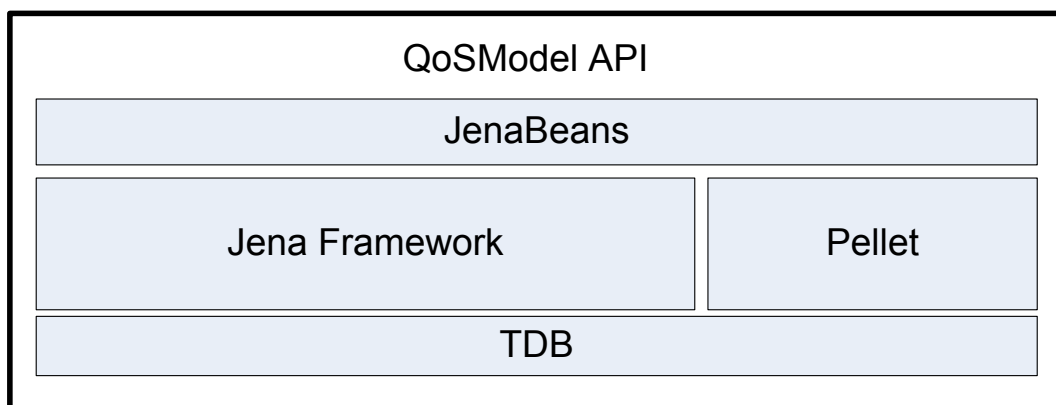 QoSModel API
JenaBeans
Jena Framework
Pellet
TDB